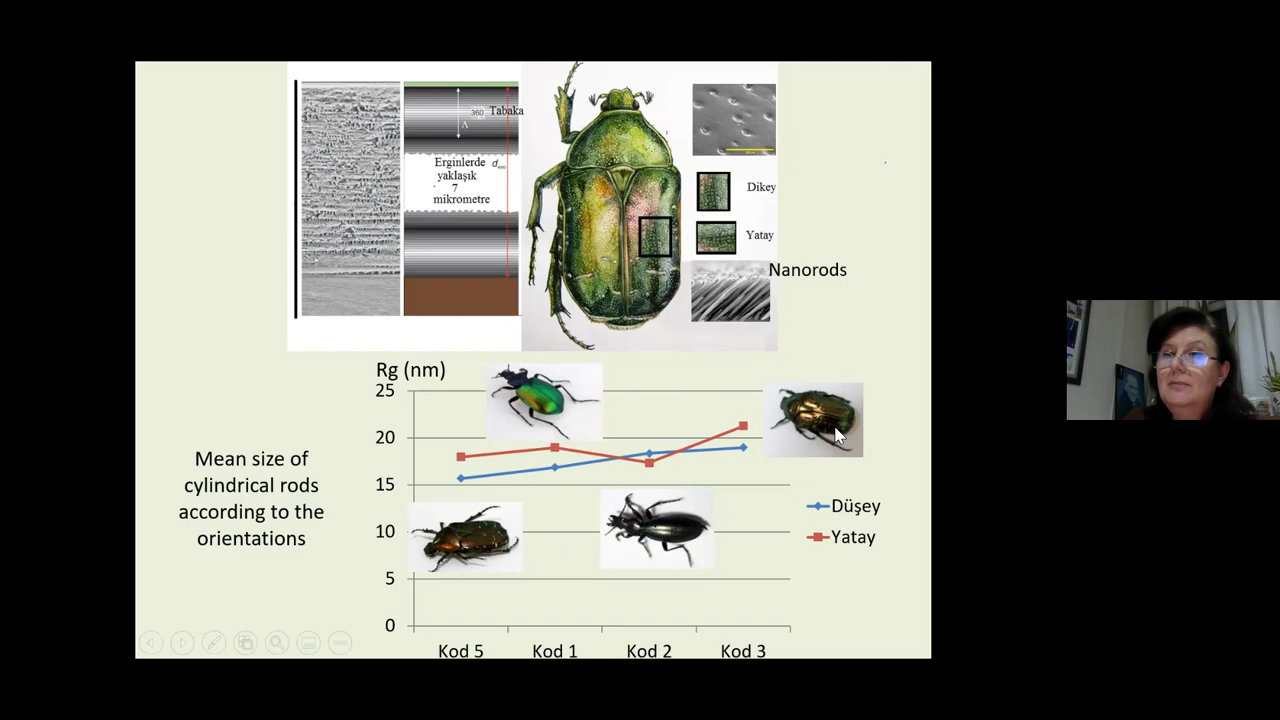 360 Tabaka
Λ
Erginlerde
yaklaşık
7
mikrometre
Dikey
Yatay
Nanorods
Rg (nm)
25
20
15
10
5
0
Mean size of
cylindrical rods
according to the
orientations
Düşey
Yatay
Kod 5 Kod 1 Kod 2 Kod 3